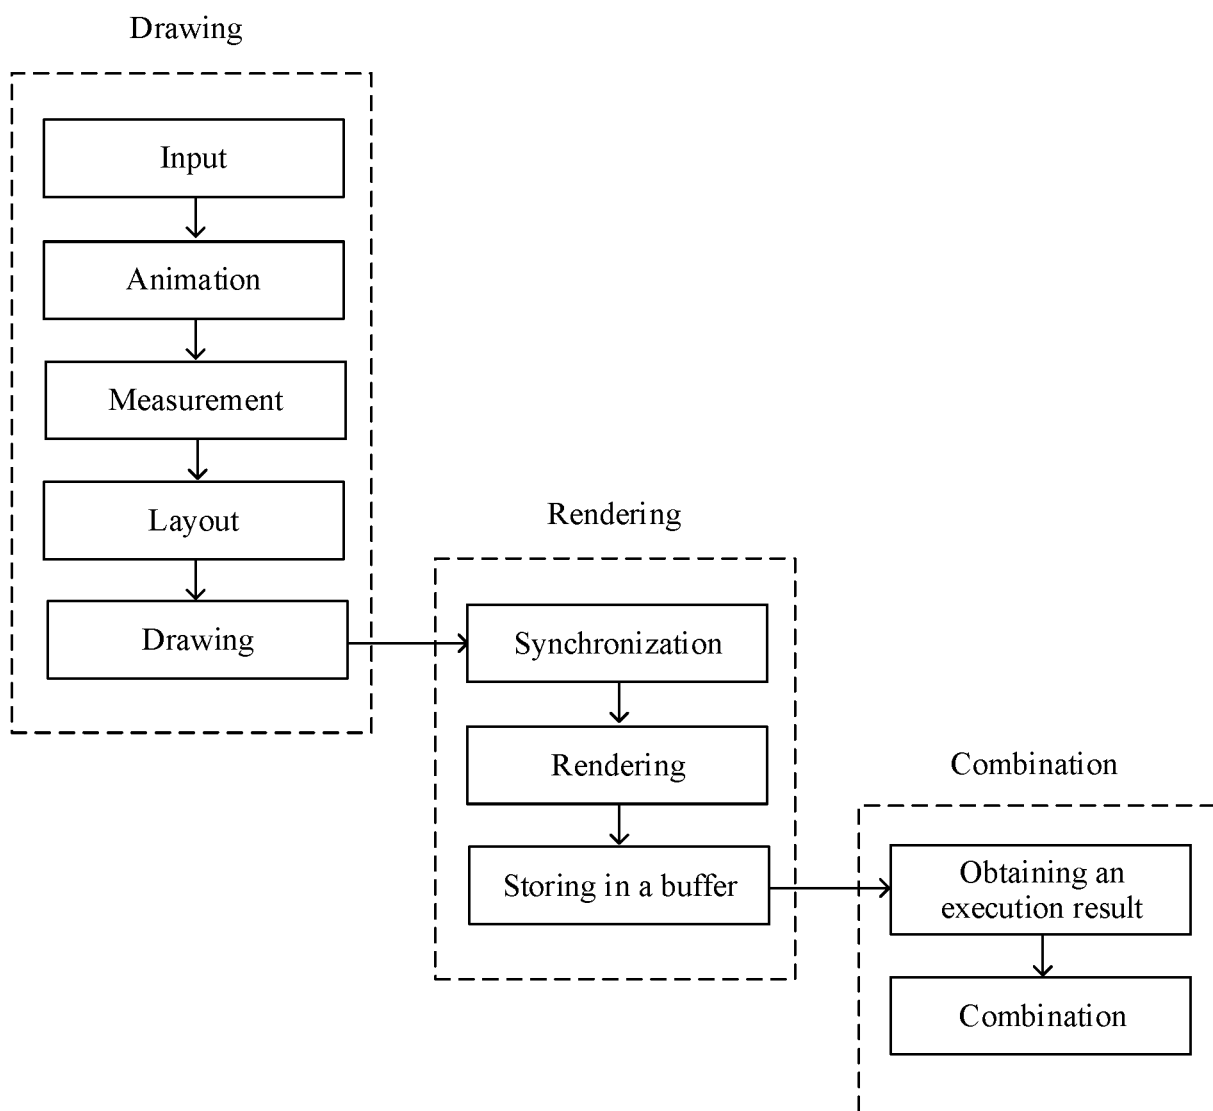 Drawing
Input
Animation
Measurement
Layout
Drawing
Rendering
Synchronization
Rendering
Storing in a buffer
Combination
Obtaining an
execution result
Combination